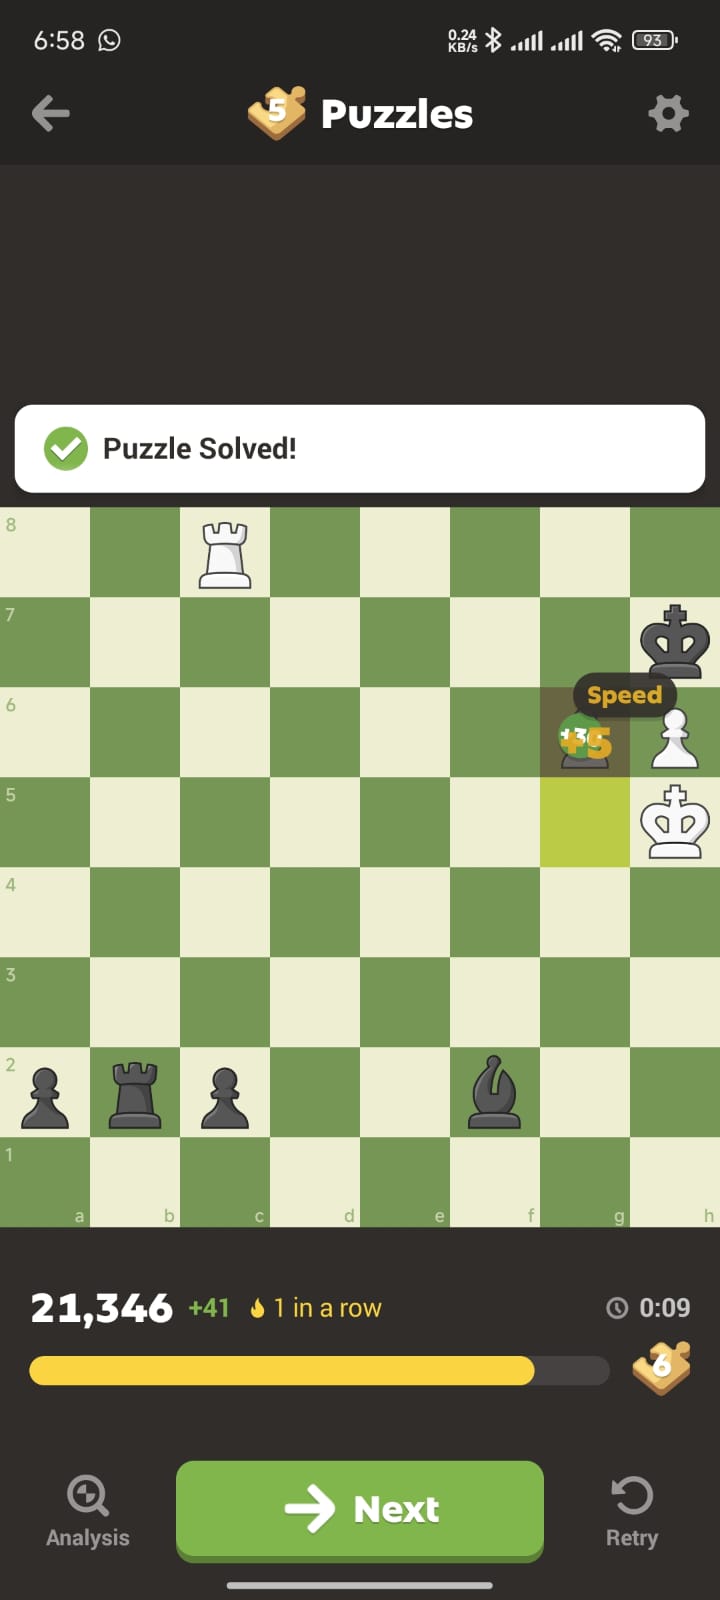 6:58
0.24
KB/s
93
5 Puzzles
Puzzle Solved!
8
7
6
Speed
+5
5
4
3
2
1
a b c d e f g h
21,346 +41 1 in a row 0:09
6
Analysis
Next
Retry